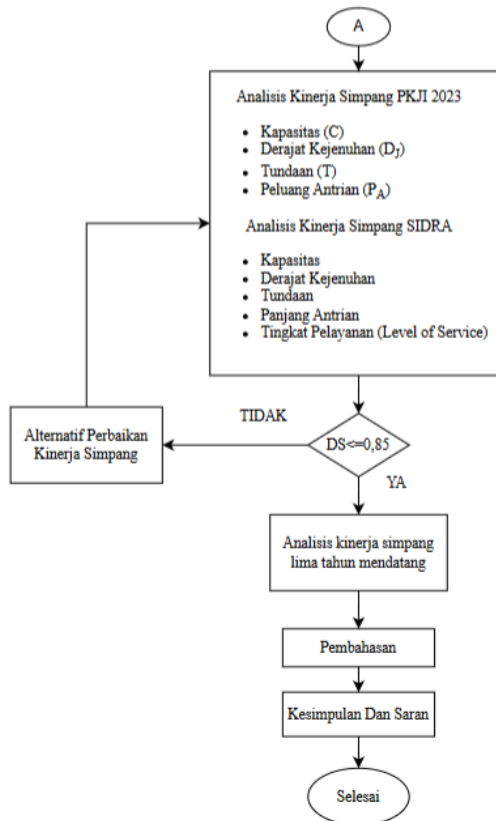 A
Analisis Kinerja Simpang PKJI 2023
• Kapasitas (C)
• Derajat Kejenuhan (DJ)
• Tundaan (T)
• Peluang Antrian (PA)
Analisis Kinerja Simpang SIDRA
• Kapasitas
• Derajat Kejenuhan
• Tundaan
• Panjang Antrian
• Tingkat Pelayanan (Level of Service)
TIDAK
Alternatif Perbaikan
Kinerja Simpang
DS<=0,85
YA
Analisis kinerja simpang
lima tahun mendatang
Pembahasan
Kesimpulan Dan Saran
Selesai